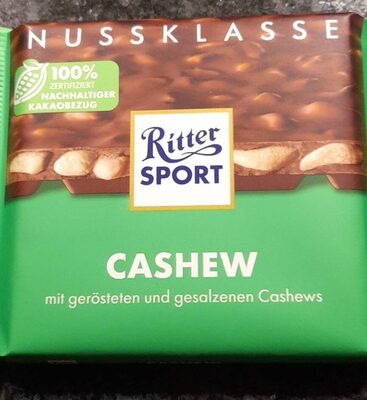 NUSSKLASSE
100%
ZERTIFIZIERT
NACHHALTIGER
KAKAOBEZUG
Ritter
SPORT
CASHEW
mit gerösteten und gesalzenen Cashews